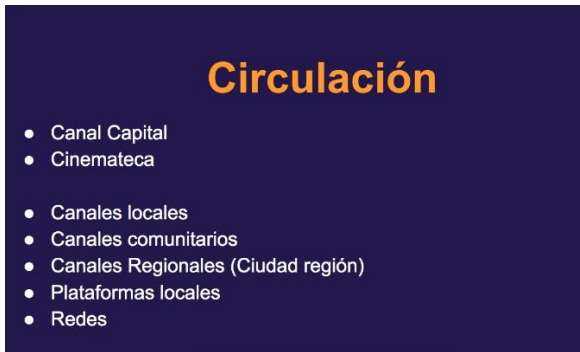 Circulación
● Canal Capital
● Cinemateca
● Canales locales
● Canales comunitarios
● Canales Regionales (Ciudad región)
● Plataformas locales
● Redes